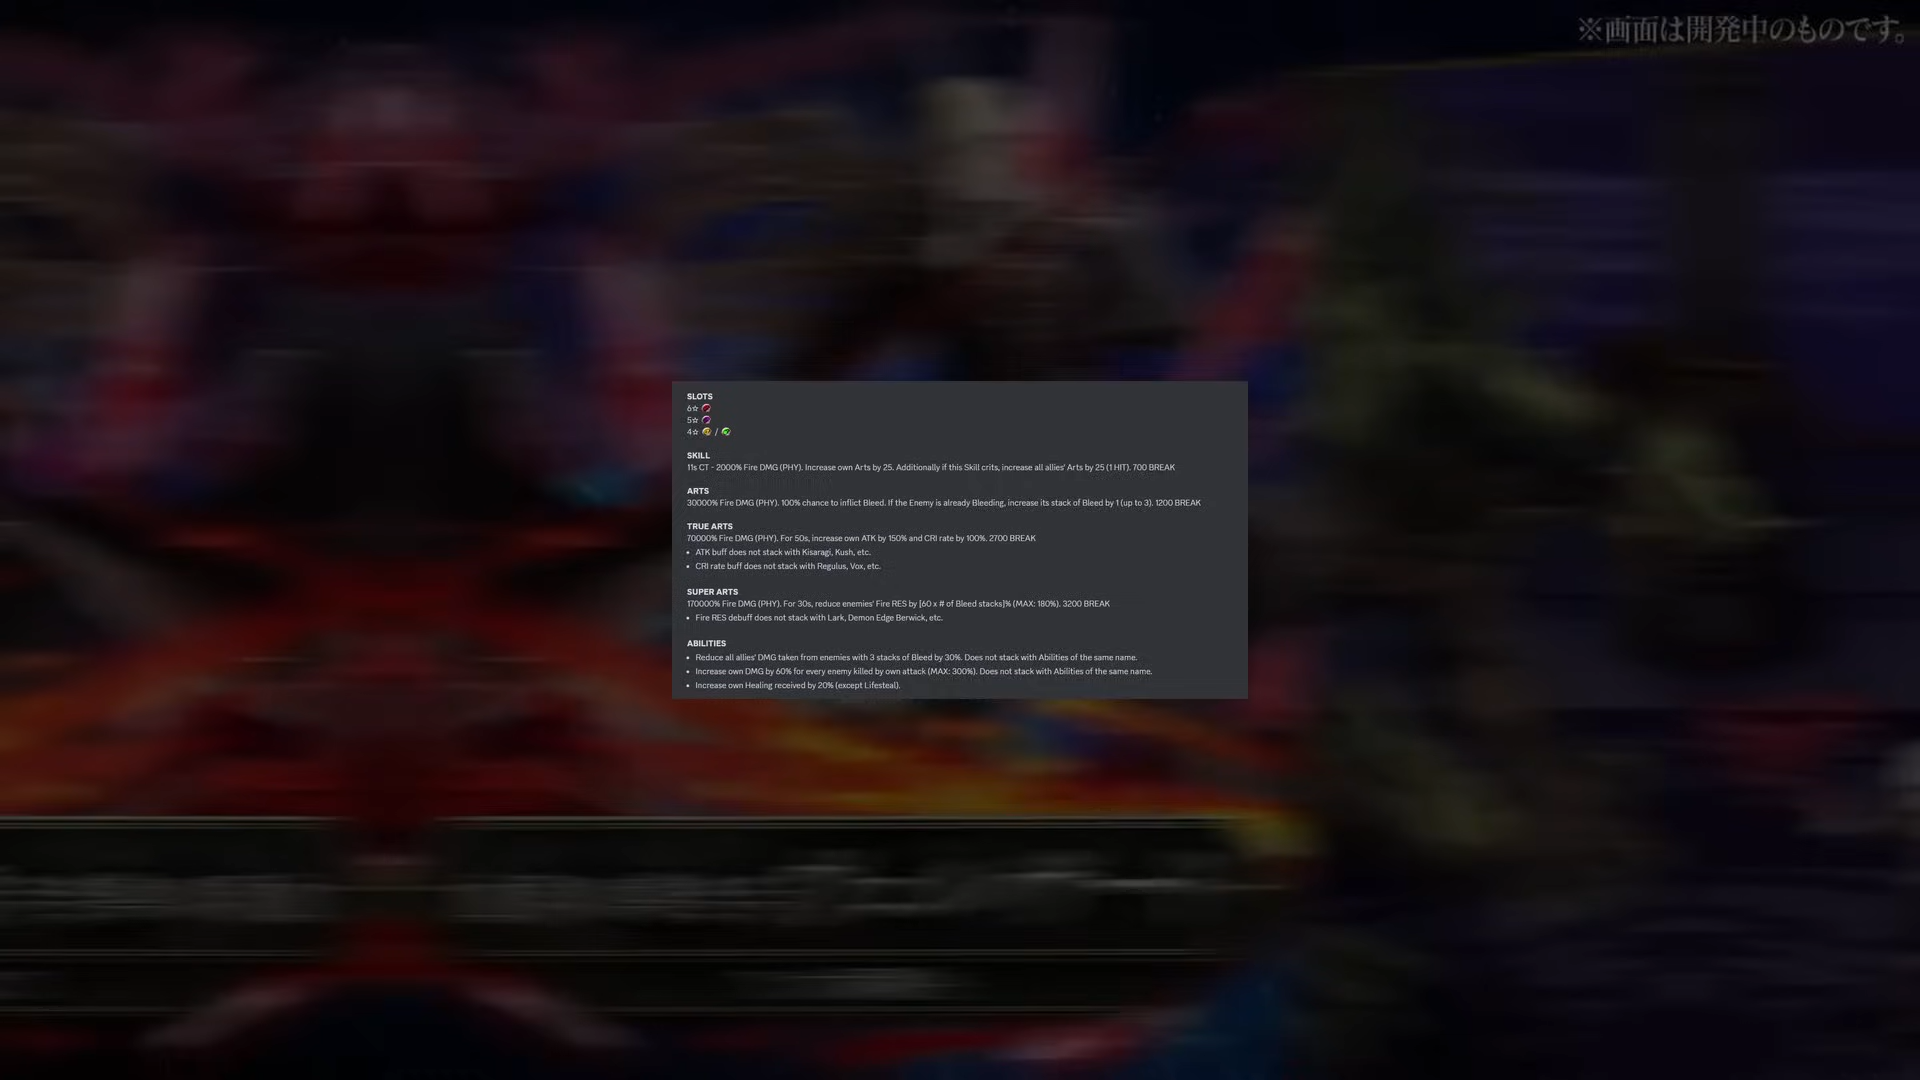 ※画面は開発中のものです。
SLOTS
6☆
5☆
4☆ /
SKILL
11s CT - 2000% Fire DMG (PHY). Increase own Arts by 25. Additionally if this Skill crits, increase all allies' Arts by 25 (1 HIT). 700 BREAK
ARTS
30000% Fire DMG (PHY). 100% chance to inflict Bleed. If the Enemy is already Bleeding, increase its stack of Bleed by 1 (up to 3). 1200 BREAK
TRUE ARTS
70000% Fire DMG (PHY). For 50s, increase own ATK by 150% and CRI rate by 100%. 2700 BREAK
• ATK buff does not stack with Kisaragi, Kush, etc.
• CRI rate buff does not stack with Regulus, Vox, etc.
SUPER ARTS
170000% Fire DMG (PHY). For 30s, reduce enemies' Fire RES by [60 x # of Bleed stacks]% (MAX: 180%). 3200 BREAK
• Fire RES debuff does not stack with Lark, Demon Edge Berwick, etc.
ABILITIES
• Reduce all allies' DMG taken from enemies with 3 stacks of Bleed by 30%. Does not stack with Abilities of the same name.
• Increase own DMG by 60% for every enemy killed by own attack (MAX: 300%). Does not stack with Abilities of the same name.
• Increase own Healing received by 20% (except Lifesteal).